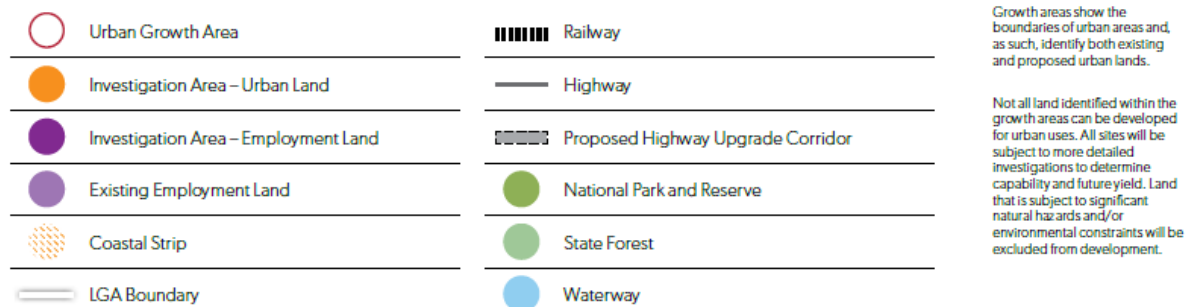 Urban Growth Area
Investigation Area – Urban Land
Investigation Area – Employment Land
Existing Employment Land
Coastal Strip
LGA Boundary
Railway
Highway
Proposed Highway Upgrade Corridor
National Park and Reserve
State Forest
Waterway
Growth areas show the
boundaries of urban areas and,
as such, identify both existing
and proposed urban lands.
Not all land identified within the
growth areas can be developed
for urban uses. All sites will be
subject to more detailed
investigations to determine
capability and future yield. Land
that is subject to significant
natural hazards and/or
environmental constraints will be
excluded from development.